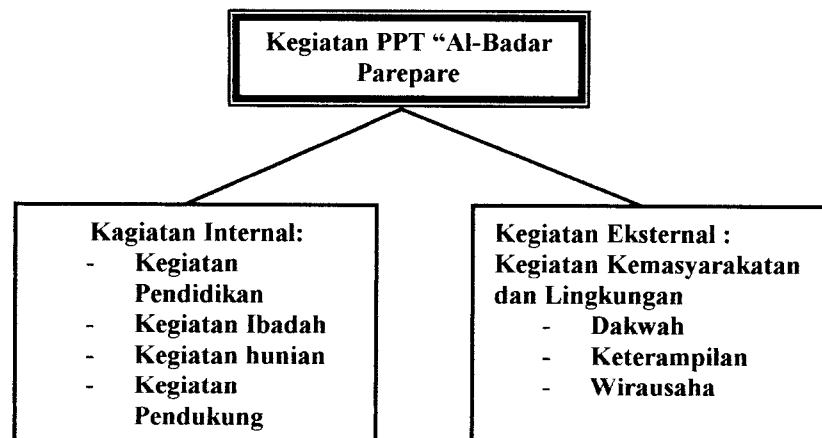 Kegiatan PPT “Al-Badar
Parepare
Kagiatan Internal:
- Kegiatan
Pendidikan
- Kegiatan Ibadah
- Kegiatan hunian
- Kegiatan
Pendukung
Kegiatan Eksternal :
Kegiatan Kemasyarakatan
dan Lingkungan
- Dakwah
- Keterampilan
- Wirausaha